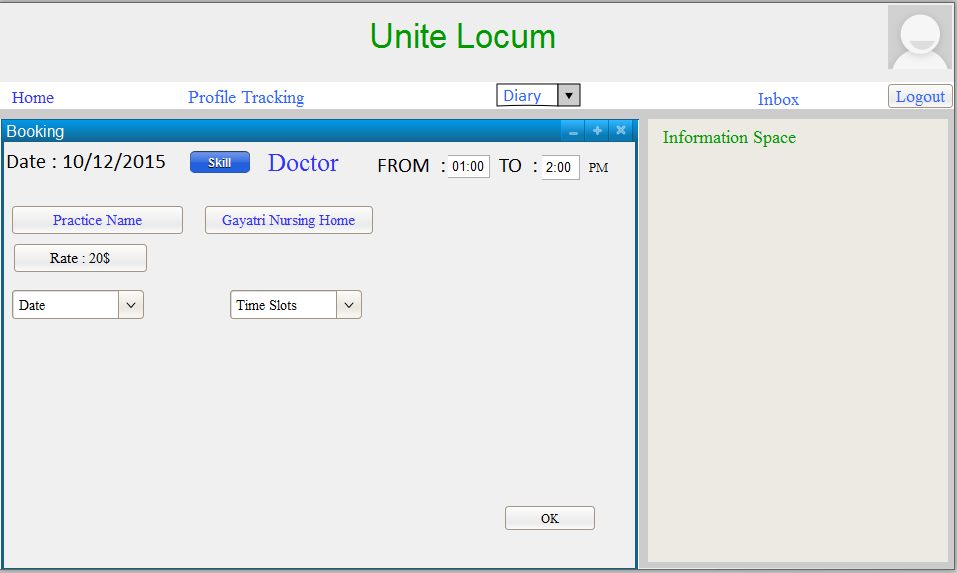 Unite Locum
Home Profile Tracking Diary Inbox Logout
Booking
Date : 10/12/2015 Skill Doctor FROM : 01:00 TO : 2:00 PM
Practice Name Gayatri Nursing Home
Rate : 20$
Date Time Slots
OK
Information Space